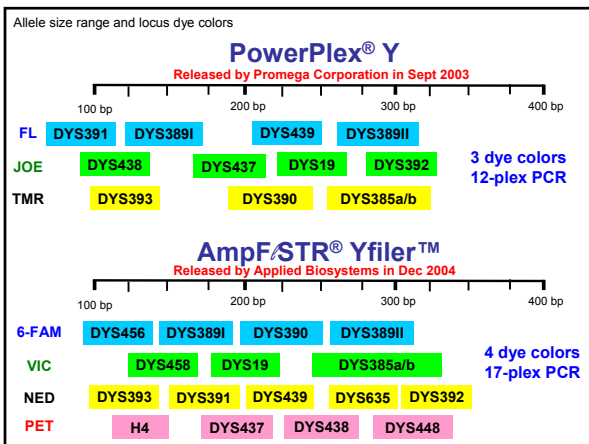 Allele size range and locus dye colors
PowerPlex® Y
Released by Promega Corporation in Sept 2003
100 bp 200 bp 300 bp 400 bp
FL DYS391 DYS389I DYS439 DYS389II
JOE DYS438 DYS437 DYS19 DYS392
3 dye colors
12-plex PCR
TMR DYS393 DYS390 DYS385a/b
AmpFℓSTR® Yfiler™
Released by Applied Biosystems in Dec 2004
100 bp 200 bp 300 bp 400 bp
6-FAM DYS456 DYS389I DYS390 DYS389II
VIC DYS458 DYS19 DYS385a/b
4 dye colors
17-plex PCR
NED DYS393 DYS391 DYS439 DYS635 DYS392
PET H4 DYS437 DYS438 DYS448